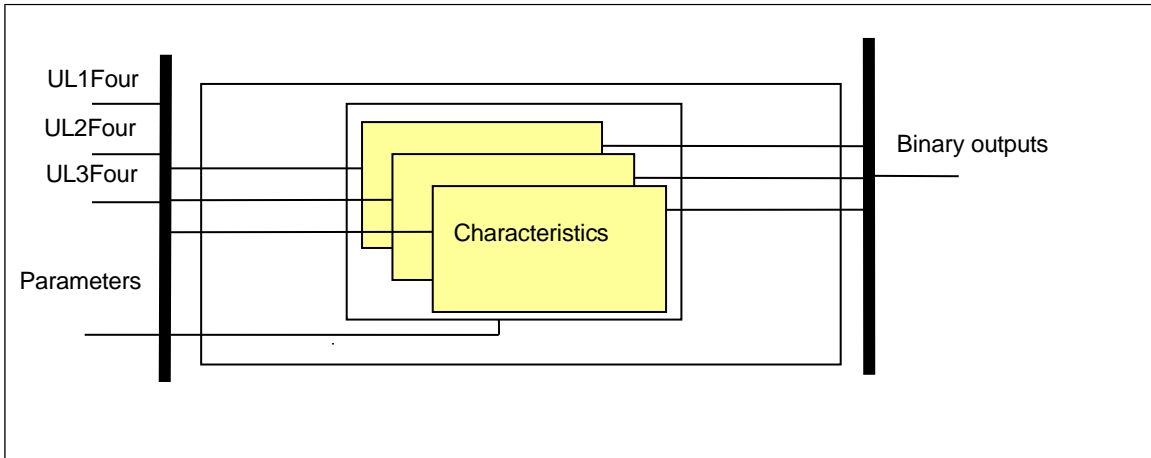 UL1Four
UL2Four
UL3Four
Parameters
Characteristics
Binary outputs